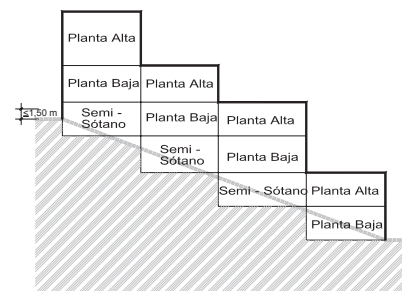 Planta Alta
Planta Baja
Planta Alta
≤1,50 m
Semi -
Sótano
Planta Baja
Planta Alta
Semi -
Sótano
Planta Baja
Semi - Sótano
Planta Alta
Planta Baja